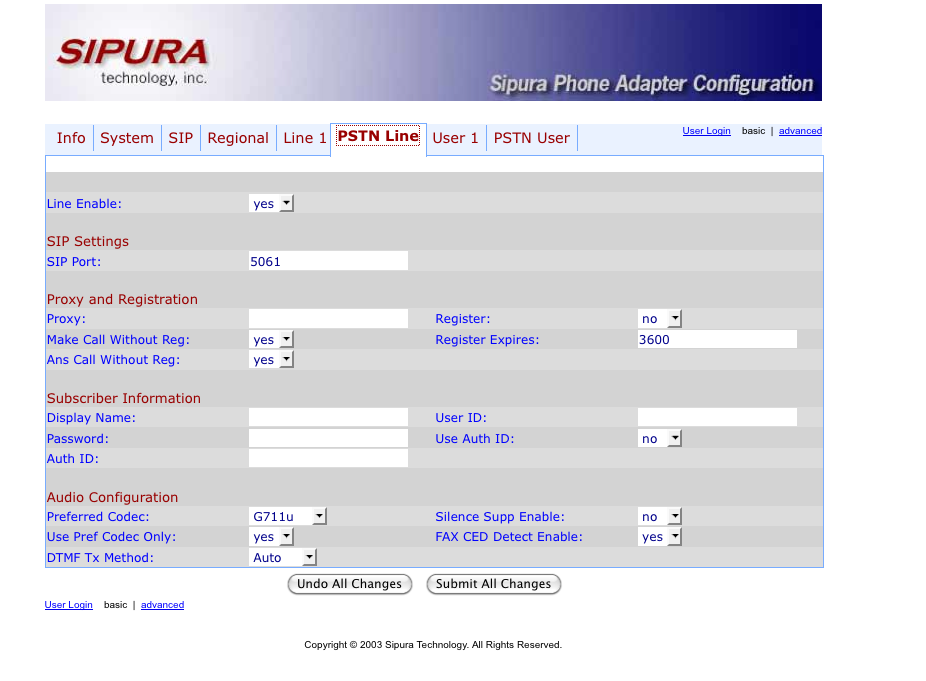 SIPURA
technology, inc.
Sipura Phone Adapter Configuration
Info System SIP Regional Line 1 PSTN Line User 1 PSTN User
User Login basic | advanced
Line Enable: yes
SIP Settings
SIP Port: 5061
Proxy and Registration
Proxy: Register: no
Make Call Without Reg: yes Register Expires: 3600
Ans Call Without Reg: yes
Subscriber Information
Display Name: User ID:
Password: Use Auth ID: no
Auth ID:
Audio Configuration
Preferred Codec: G711u Silence Supp Enable: no
Use Pref Codec Only: yes FAX CED Detect Enable: yes
DTMF Tx Method: Auto
Undo All Changes Submit All Changes
User Login basic | advanced
Copyright © 2003 Sipura Technology. All Rights Reserved.